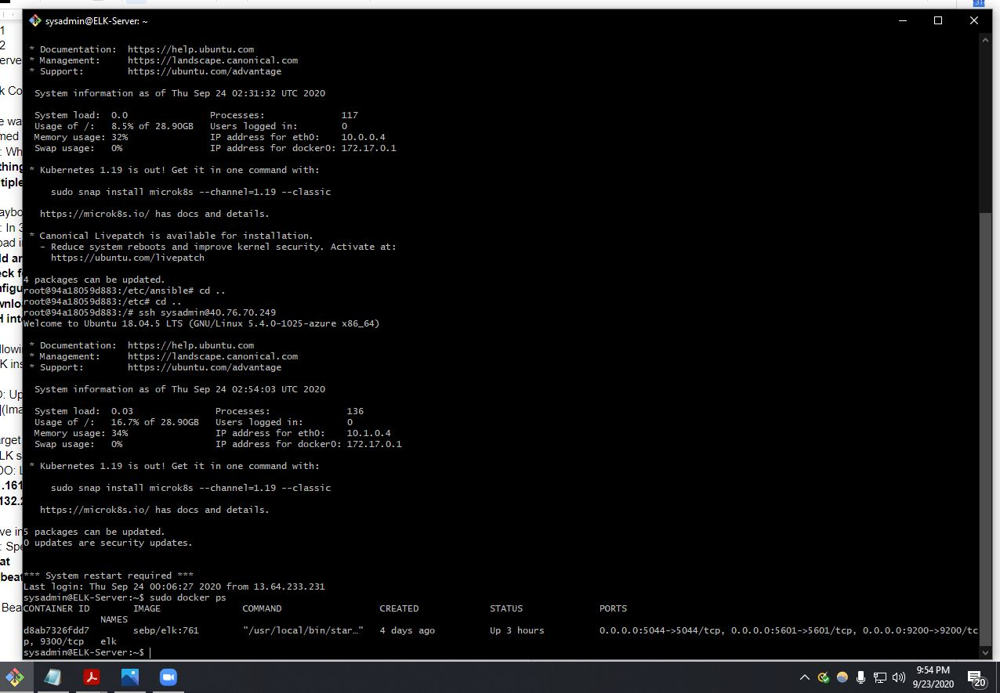 sysadmin@ELK-Server: ~
* Documentation:  https://help.ubuntu.com
* Management:     https://landscape.canonical.com
* Support:        https://ubuntu.com/advantage
System information as of Thu Sep 24 02:31:32 UTC 2020
System load:  0.0               Processes:              117
Usage of /:   8.5% of 28.90GB   Users logged in:        0
Memory usage: 32%               IP address for eth0:    10.0.0.4
Swap usage:   0%                IP address for docker0: 172.17.0.1
* Kubernetes 1.19 is out! Get it in one command with:
sudo snap install microk8s --channel=1.19 --classic
https://microk8s.io/ has docs and details.
* Canonical Livepatch is available for installation.
- Reduce system reboots and improve kernel security. Activate at:
https://ubuntu.com/livepatch
4 packages can be updated.
root@94a18059d883:/etc/ansible# cd ..
root@94a18059d883:/etc# cd ..
root@94a18059d883:/# ssh sysadmin@40.76.70.249
Welcome to Ubuntu 18.04.5 LTS (GNU/Linux 5.4.0-1025-azure x86_64)
* Documentation:  https://help.ubuntu.com
* Management:     https://landscape.canonical.com
* Support:        https://ubuntu.com/advantage
System information as of Thu Sep 24 02:54:03 UTC 2020
System load:  0.03               Processes:              136
Usage of /:   16.7% of 28.90GB   Users logged in:        0
Memory usage: 34%                IP address for eth0:    10.1.0.4
Swap usage:   0%                 IP address for docker0: 172.17.0.1
* Kubernetes 1.19 is out! Get it in one command with:
sudo snap install microk8s --channel=1.19 --classic
https://microk8s.io/ has docs and details.
5 packages can be updated.
0 updates are security updates.
*** System restart required ***
Last login: Thu Sep 24 00:06:27 2020 from 13.64.233.231
sysadmin@ELK-Server:~$ sudo docker ps
CONTAINER ID        IMAGE               COMMAND                  CREATED             STATUS              PORTS
NAMES
d8ab7326fdd7        sebp/elk:761        "/usr/local/bin/star…"   4 days ago          Up 3 hours          0.0.0.0:5044->5044/tcp, 0.0.0.0:5601->5601/tcp, 0.0.0.0:9200->9200/tc
p, 9300/tcp   elk
sysadmin@ELK-Server:~$
9:54 PM
9/23/2020
20